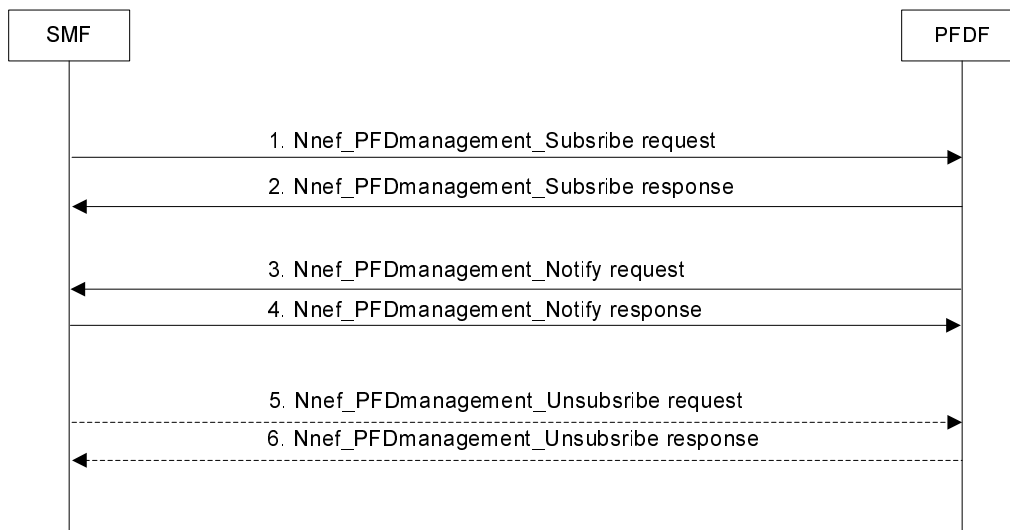 SMF
PFDF
1. Nnef_PFDmanagement_Subsribe request
2. Nnef_PFDmanagement_Subsribe response
3. Nnef_PFDmanagement_Notify request
4. Nnef_PFDmanagement_Notify response
5. Nnef_PFDmanagement_Unsubsribe request
6. Nnef_PFDmanagement_Unsubsribe response